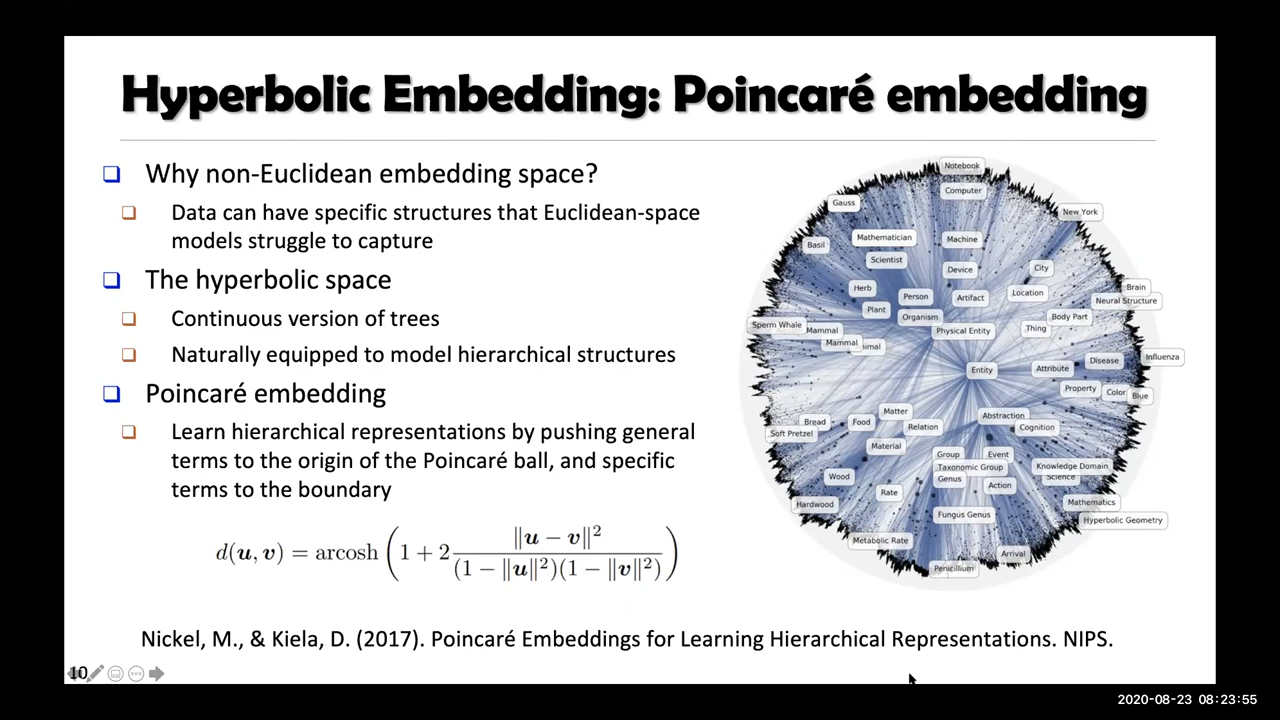 Hyperbolic Embedding: Poincaré embedding
❑ Why non-Euclidean embedding space?
❑ Data can have specific structures that Euclidean-space
models struggle to capture
❑ The hyperbolic space
❑ Continuous version of trees
❑ Naturally equipped to model hierarchical structures
❑ Poincaré embedding
❑ Learn hierarchical representations by pushing general
terms to the origin of the Poincaré ball, and specific
terms to the boundary
d(u, v) = arcosh (1 + 2 ‖u − v‖² / (1 − ‖u‖²)(1 − ‖v‖²))
Notebook
Computer
Gauss
New York
Mathematician
Machine
Basil
Scientist
Device
City
Herb
Person
Artifact
Location
Brain
Neural Structure
Plant
Organism
Body Part
Sperm Whale
Mammal
Physical Entity
Thing
Mammal
imal
Influenza
Entity
Attribute
Disease
Property
Color
Blue
Matter
Abstraction
Bread
Food
Relation
Cognition
Soft Pretzel
Material
Group
Event
Taxonomic Group
Knowledge Domain
Wood
Genus
Action
Science
Rate
Hardwood
Fungus Genus
Mathematics
Hyperbolic Geometry
Metabolic Rate
Arrival
Penicillium
Nickel, M., & Kiela, D. (2017). Poincaré Embeddings for Learning Hierarchical Representations. NIPS.
10
2020-08-23 08:23:55